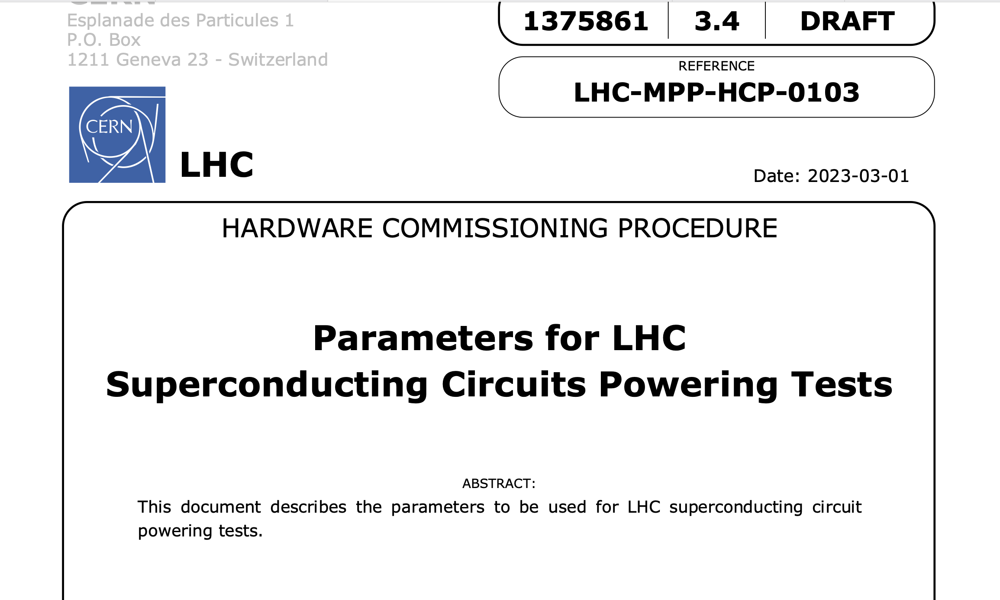 CERN
Esplanade des Particules 1
P.O. Box
1211 Geneva 23 - Switzerland
1375861 3.4 DRAFT
REFERENCE
LHC-MPP-HCP-0103
CERN
LHC
Date: 2023-03-01
HARDWARE COMMISSIONING PROCEDURE
Parameters for LHC
Superconducting Circuits Powering Tests
ABSTRACT:
This document describes the parameters to be used for LHC superconducting circuit
powering tests.